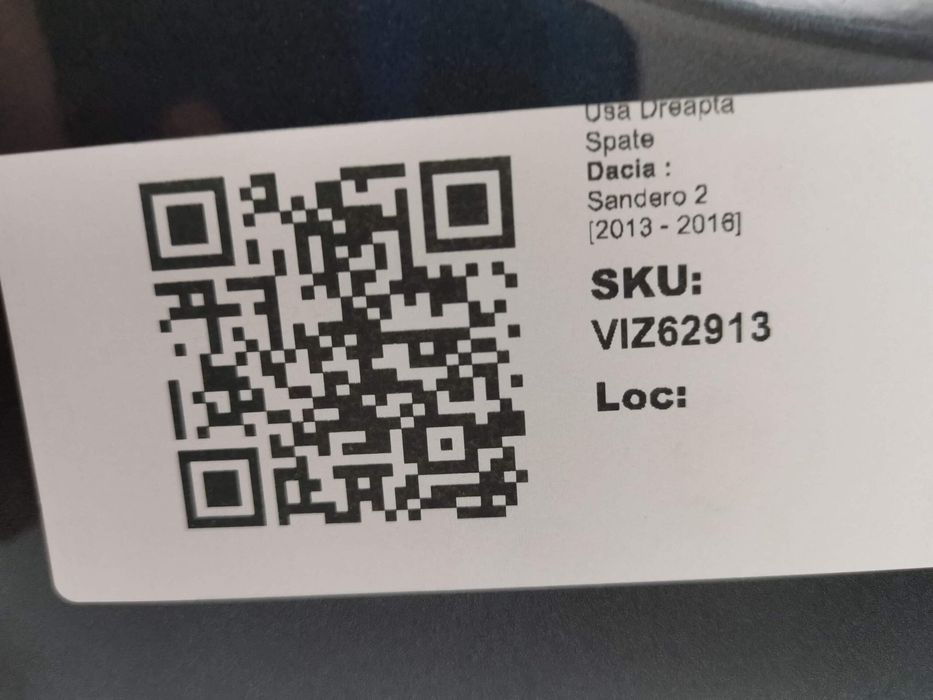 Usa Dreapta
Spate
Dacia :
Sandero 2
[2013 - 2016]
SKU:
VIZ62913
Loc: